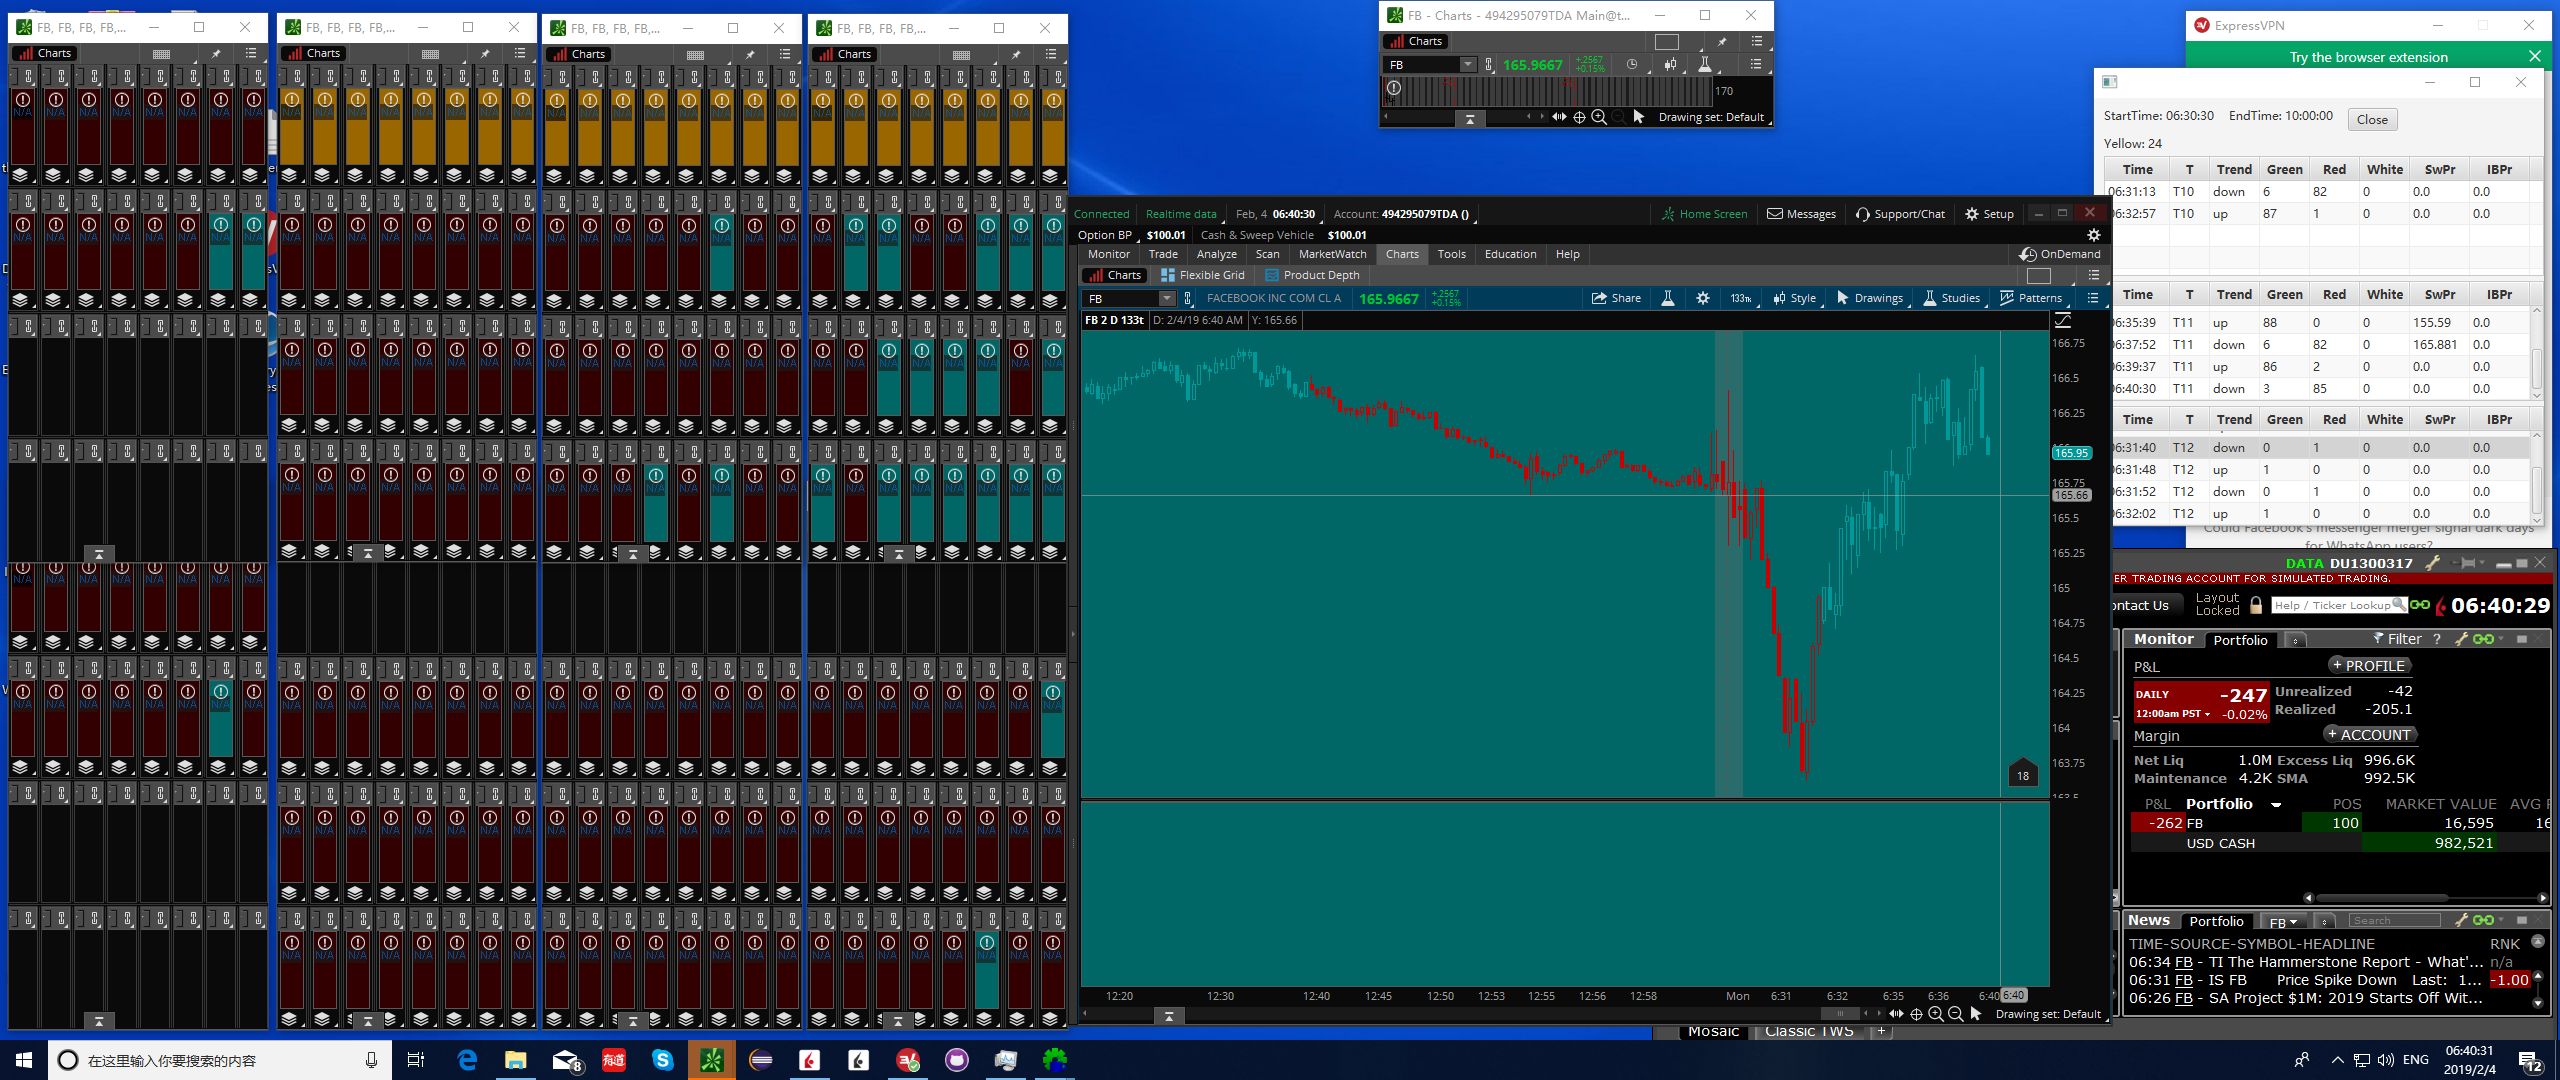 FB, FB, FB, FB,...
Charts
FB, FB, FB, FB,...
Charts
FB, FB, FB, FB,...
Charts
FB, FB, FB, FB,...
Charts
FB - Charts - 494295079TDA Main@t...
Charts
FB 165.9667 +.2567 +0.15%
170
Drawing set: Default
ExpressVPN
Try the browser extension
StartTime: 06:30:30 EndTime: 10:00:00 Close
Yellow: 24
Time T Trend Green Red White SwPr IBPr
06:31:13 T10 down 6 82 0 0.0 0.0
06:32:57 T10 up 87 1 0 0.0 0.0
Time T Trend Green Red White SwPr IBPr
06:35:39 T11 up 88 0 0 155.59 0.0
06:37:52 T11 down 6 82 0 165.881 0.0
06:39:37 T11 up 86 2 0 0.0 0.0
06:40:30 T11 down 3 85 0 0.0 0.0
Time T Trend Green Red White SwPr IBPr
06:31:40 T12 down 0 1 0 0.0 0.0
06:31:48 T12 up 1 0 0 0.0 0.0
06:31:52 T12 down 0 1 0 0.0 0.0
06:32:02 T12 up 1 0 0 0.0 0.0
Could Facebook's messenger merger signal dark days
for WhatsApp users?
Connected Realtime data Feb, 4 06:40:30 Account: 494295079TDA () Home Screen Messages Support/Chat Setup
Option BP $100.01 Cash & Sweep Vehicle $100.01
Monitor Trade Analyze Scan MarketWatch Charts Tools Education Help OnDemand
Charts Flexible Grid Product Depth
FB FACEBOOK INC COM CL A 165.9667 +.2567 +0.15% Share 133tk Style Drawings Studies Patterns
FB 2 D 133t D: 2/4/19 6:40 AM Y: 165.66
166.75
166.5
166.25
166
165.95
165.75
165.66
165.5
165.25
165
164.75
164.5
164.25
164
163.75
163.5
18
12:20 12:30 12:40 12:45 12:50 12:53 12:55 12:56 12:58 Mon 6:31 6:32 6:35 6:36 6:40 6:40
Drawing set: Default
DATA DU1300317
ER TRADING ACCOUNT FOR SIMULATED TRADING.
ontact Us Layout Locked Help / Ticker Lookup 06:40:29
Monitor Portfolio Filter ?
P&L + PROFILE
DAILY -247 Unrealized -42
12:00am PST -0.02% Realized -205.1
Margin + ACCOUNT
Net Liq 1.0M Excess Liq 996.6K
Maintenance 4.2K SMA 992.5K
P&L Portfolio POS MARKET VALUE AVG P
-262 FB 100 16,595 16
USD CASH 982,521
News Portfolio FB Search
TIME-SOURCE-SYMBOL-HEADLINE RNK
06:34 FB - TI The Hammerstone Report - What'... n/a
06:31 FB - IS FB Price Spike Down Last: 1... -1.00
06:26 FB - SA Project $1M: 2019 Starts Off Wit...
Mosaic Classic TWS +
在这里输入你要搜索的内容
8
有道
ENG
06:40:31
2019/2/4
12